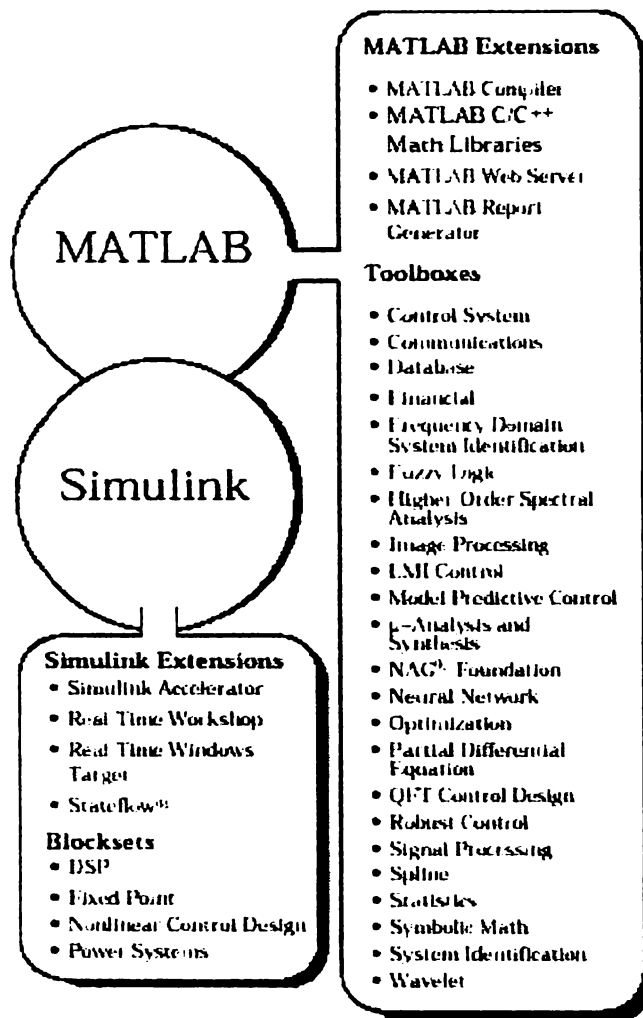 MATLAB
Simulink
MATLAB Extensions
• MATLAB Compiler
• MATLAB C/C++
Math Libraries
• MATLAB Web Server
• MATLAB Report
Generator
Toolboxes
• Control System
• Communications
• Database
• Financial
• Frequency Domain
System Identification
• Fuzzy Logic
• Higher Order Spectral
Analysis
• Image Processing
• LMI Control
• Model Predictive Control
• μ-Analysis and
Synthesis
• NAG® Foundation
• Neural Network
• Optimization
• Partial Differential
Equation
• QFT Control Design
• Robust Control
• Signal Processing
• Spline
• Statistics
• Symbolic Math
• System Identification
• Wavelet
Simulink Extensions
• Simulink Accelerator
• Real Time Workshop
• Real Time Windows
Target
• Stateflow®
Blocksets
• DSP
• Fixed Point
• Nonlinear Control Design
• Power Systems